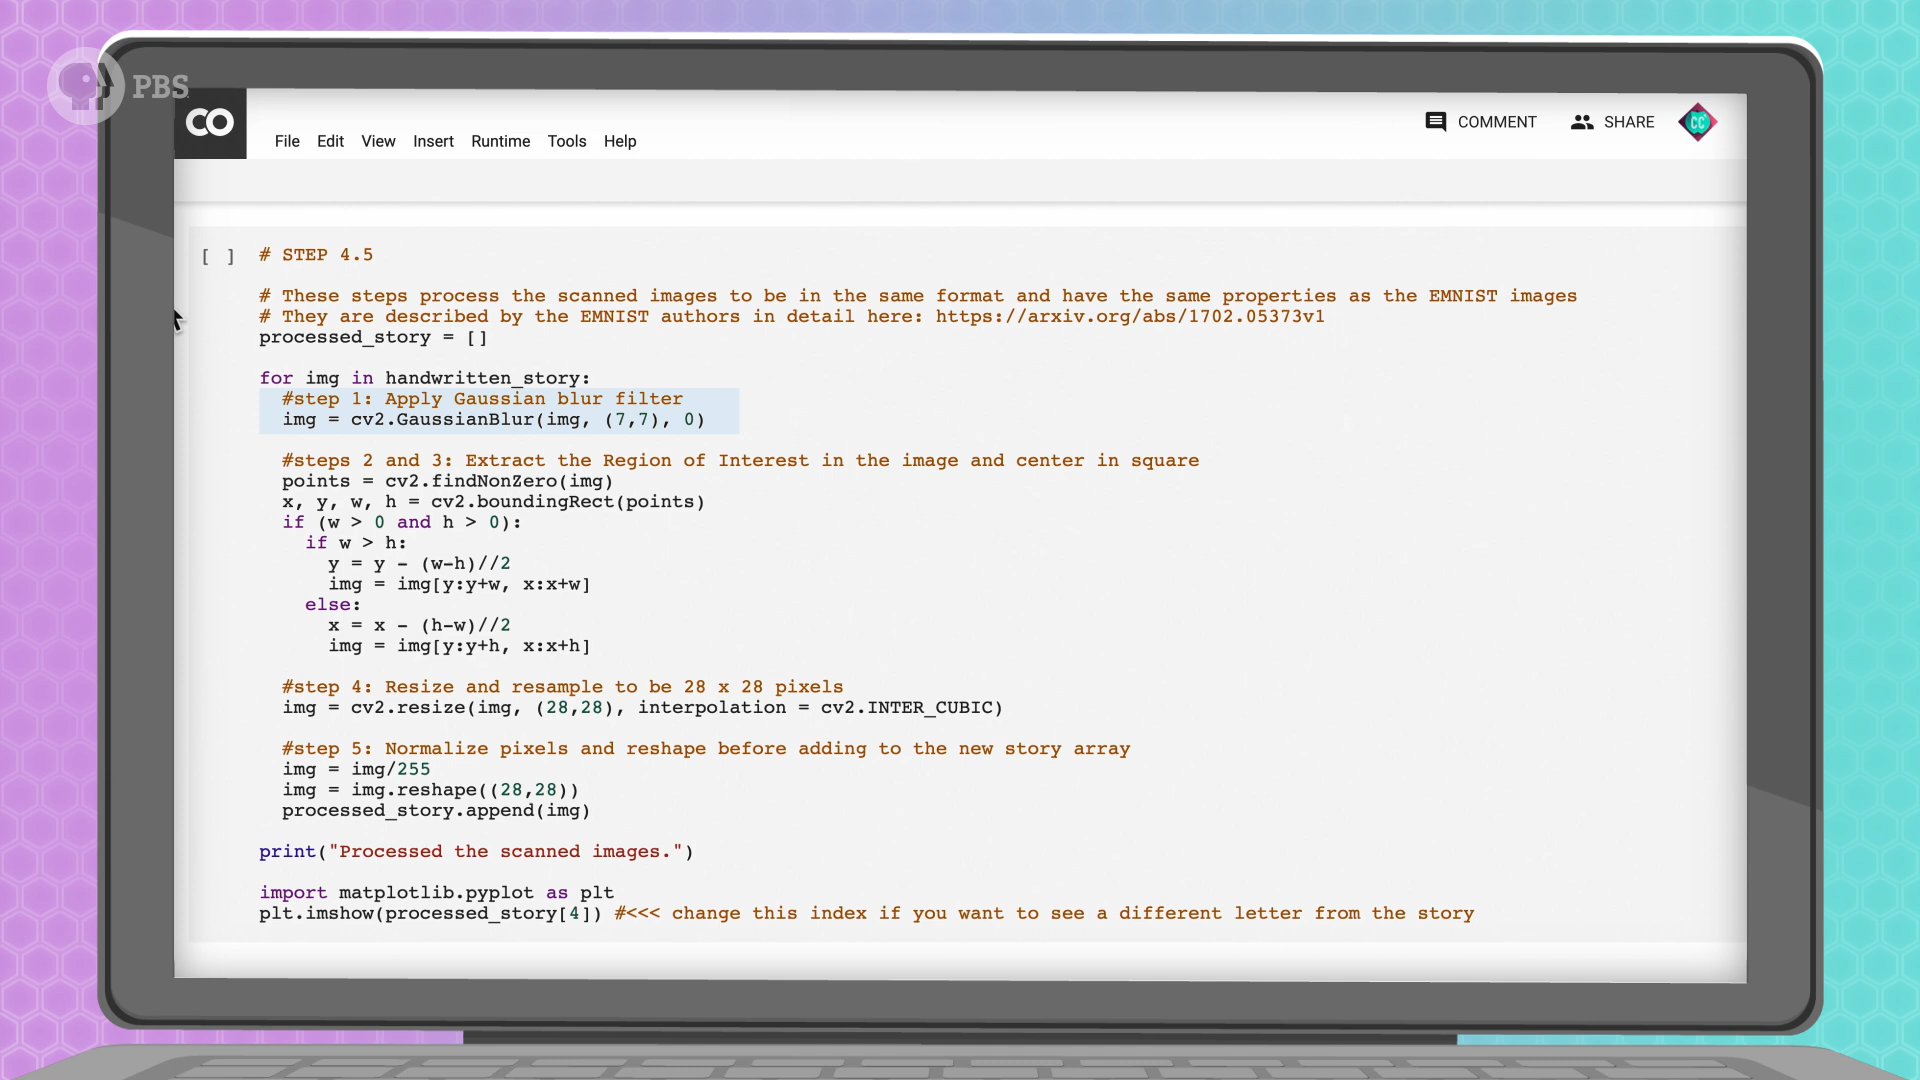 PBS
CO
File Edit View Insert Runtime Tools Help
COMMENT SHARE CC
[ ] # STEP 4.5
# These steps process the scanned images to be in the same format and have the same properties as the EMNIST images
# They are described by the EMNIST authors in detail here: https://arxiv.org/abs/1702.05373v1
processed_story = []
for img in handwritten_story:
#step 1: Apply Gaussian blur filter
img = cv2.GaussianBlur(img, (7,7), 0)
#steps 2 and 3: Extract the Region of Interest in the image and center in square
points = cv2.findNonZero(img)
x, y, w, h = cv2.boundingRect(points)
if (w > 0 and h > 0):
if w > h:
y = y - (w-h)//2
img = img[y:y+w, x:x+w]
else:
x = x - (h-w)//2
img = img[y:y+h, x:x+h]
#step 4: Resize and resample to be 28 x 28 pixels
img = cv2.resize(img, (28,28), interpolation = cv2.INTER_CUBIC)
#step 5: Normalize pixels and reshape before adding to the new story array
img = img/255
img = img.reshape((28,28))
processed_story.append(img)
print("Processed the scanned images.")
import matplotlib.pyplot as plt
plt.imshow(processed_story[4]) #<<< change this index if you want to see a different letter from the story